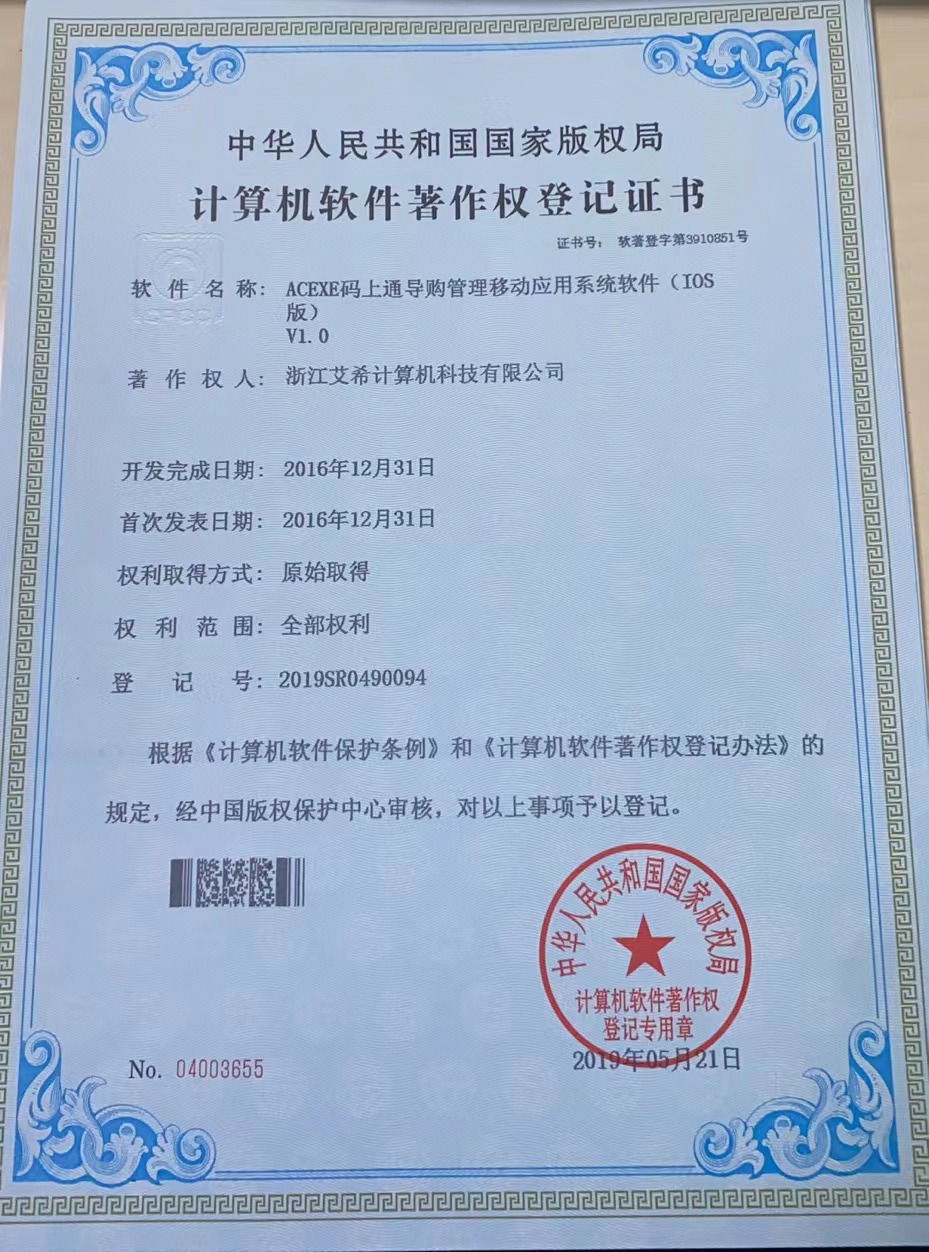 中华人民共和国国家版权局
计算机软件著作权登记证书
证书号: 软著登字第3910851号
软件名称: ACEXE码上通导购管理移动应用系统软件（IOS
版）
V1.0
著作权人: 浙江艾希计算机科技有限公司
开发完成日期: 2016年12月31日
首次发表日期: 2016年12月31日
权利取得方式: 原始取得
权利范围: 全部权利
登记号: 2019SR0490094
根据《计算机软件保护条例》和《计算机软件著作权登记办法》的
规定，经中国版权保护中心审核，对以上事项予以登记。
中华人民共和国国家版权局
计算机软件著作权
登记专用章
2019年05月21日
No. 04003655